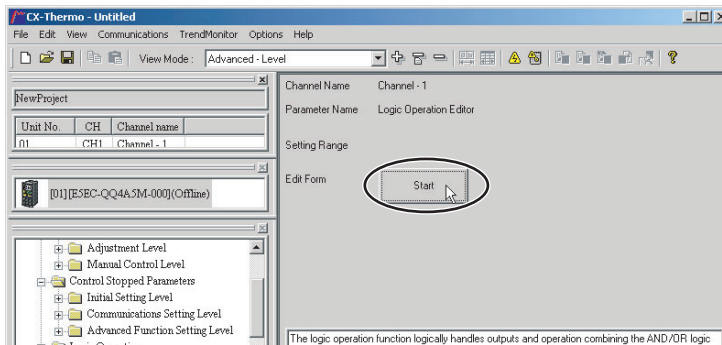 CX-Thermo - Untitled
File Edit View Communications TrendMonitor Options Help
View Mode : Advanced - Level
NewProject
Unit No. CH Channel name
01 CH1 Channel - 1
[01][E5EC-QQ4A5M-000](Offline)
Adjustment Level
Manual Control Level
Control Stopped Parameters
Initial Setting Level
Communications Setting Level
Advanced Function Setting Level
Logic Operation
Channel Name Channel - 1
Parameter Name Logic Operation Editor
Setting Range
Edit Form Start
The logic operation function logically handles outputs and operation combining the AND/OR logic